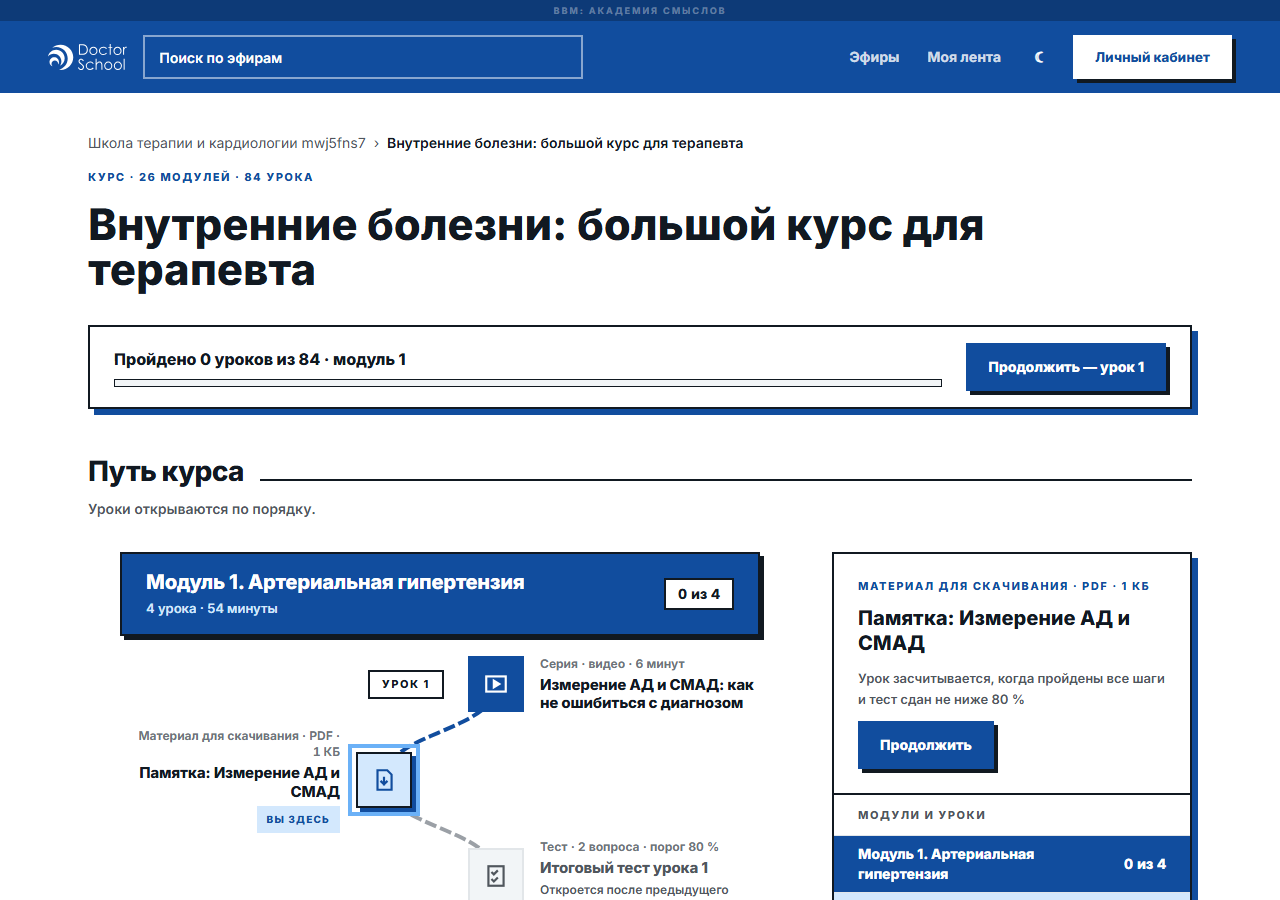 ВВМ: АКАДЕМИЯ СМЫСЛОВ
Doctor School
Поиск по эфирам
Эфиры
Моя лента
Личный кабинет
Школа терапии и кардиологии mwj5fns7 › Внутренние болезни: большой курс для терапевта
КУРС · 26 МОДУЛЕЙ · 84 УРОКА
Внутренние болезни: большой курс для
терапевта
Пройдено 0 уроков из 84 · модуль 1
Продолжить — урок 1
Путь курса
Уроки открываются по порядку.
Модуль 1. Артериальная гипертензия
4 урока · 54 минуты
0 из 4
УРОК 1
Серия · видео · 6 минут
Измерение АД и СМАД: как
не ошибиться с диагнозом
Материал для скачивания · PDF ·
1 КБ
Памятка: Измерение АД и
СМАД
ВЫ ЗДЕСЬ
Тест · 2 вопроса · порог 80 %
Итоговый тест урока 1
Откроется после предыдущего
МАТЕРИАЛ ДЛЯ СКАЧИВАНИЯ · PDF · 1 КБ
Памятка: Измерение АД и
СМАД
Урок засчитывается, когда пройдены все шаги
и тест сдан не ниже 80 %
Продолжить
МОДУЛИ И УРОКИ
Модуль 1. Артериальная
гипертензия
0 из 4